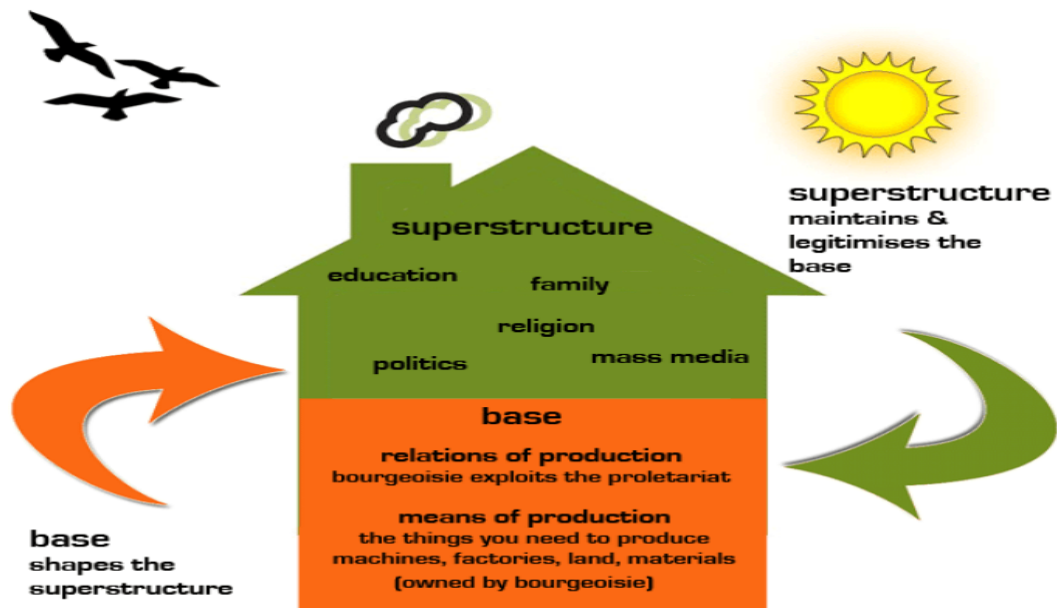 superstructure
maintains &
legitimises the
base
superstructure
education
family
religion
politics
mass media
base
relations of production
bourgeoisie exploits the proletariat
means of production
the things you need to produce
machines, factories, land, materials
(owned by bourgeoisie)
base
shapes the
superstructure